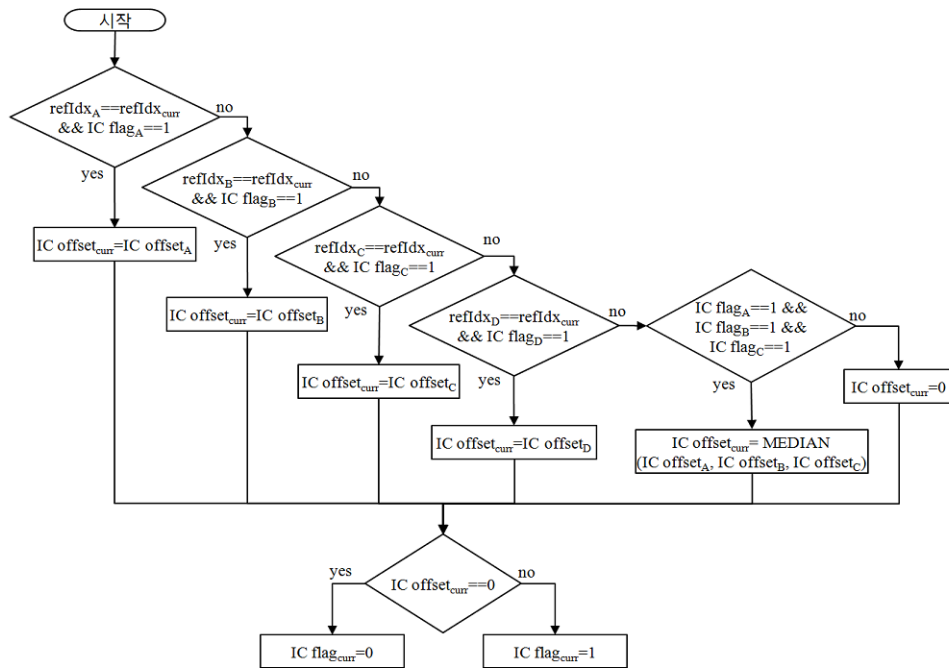 시작
refIdxA==refIdxcurr
&& IC flagA==1
no
yes
IC offsetcurr=IC offsetA
refIdxB==refIdxcurr
&& IC flagB==1
no
yes
IC offsetcurr=IC offsetB
refIdxC==refIdxcurr
&& IC flagC==1
no
yes
IC offsetcurr=IC offsetC
refIdxD==refIdxcurr
&& IC flagD==1
no
yes
IC offsetcurr=IC offsetD
IC flagA==1 &&
IC flagB==1 &&
IC flagC==1
no
yes
IC offsetcurr=0
IC offsetcurr= MEDIAN
(IC offsetA, IC offsetB, IC offsetC)
IC offsetcurr==0
yes
no
IC flagcurr=0
IC flagcurr=1